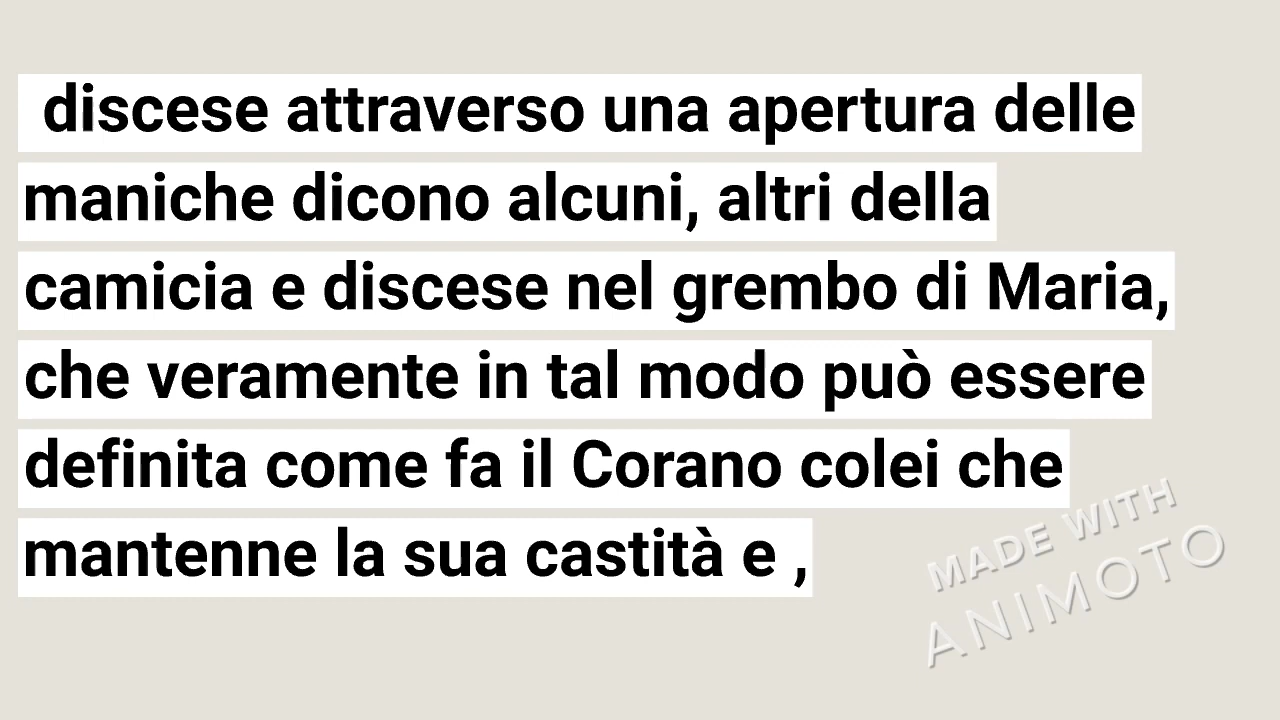 discese attraverso una apertura delle
maniche dicono alcuni, altri della
camicia e discese nel grembo di Maria,
che veramente in tal modo può essere
definita come fa il Corano colei che
mantenne la sua castità e ,
MADE WITH
ANIMOTO